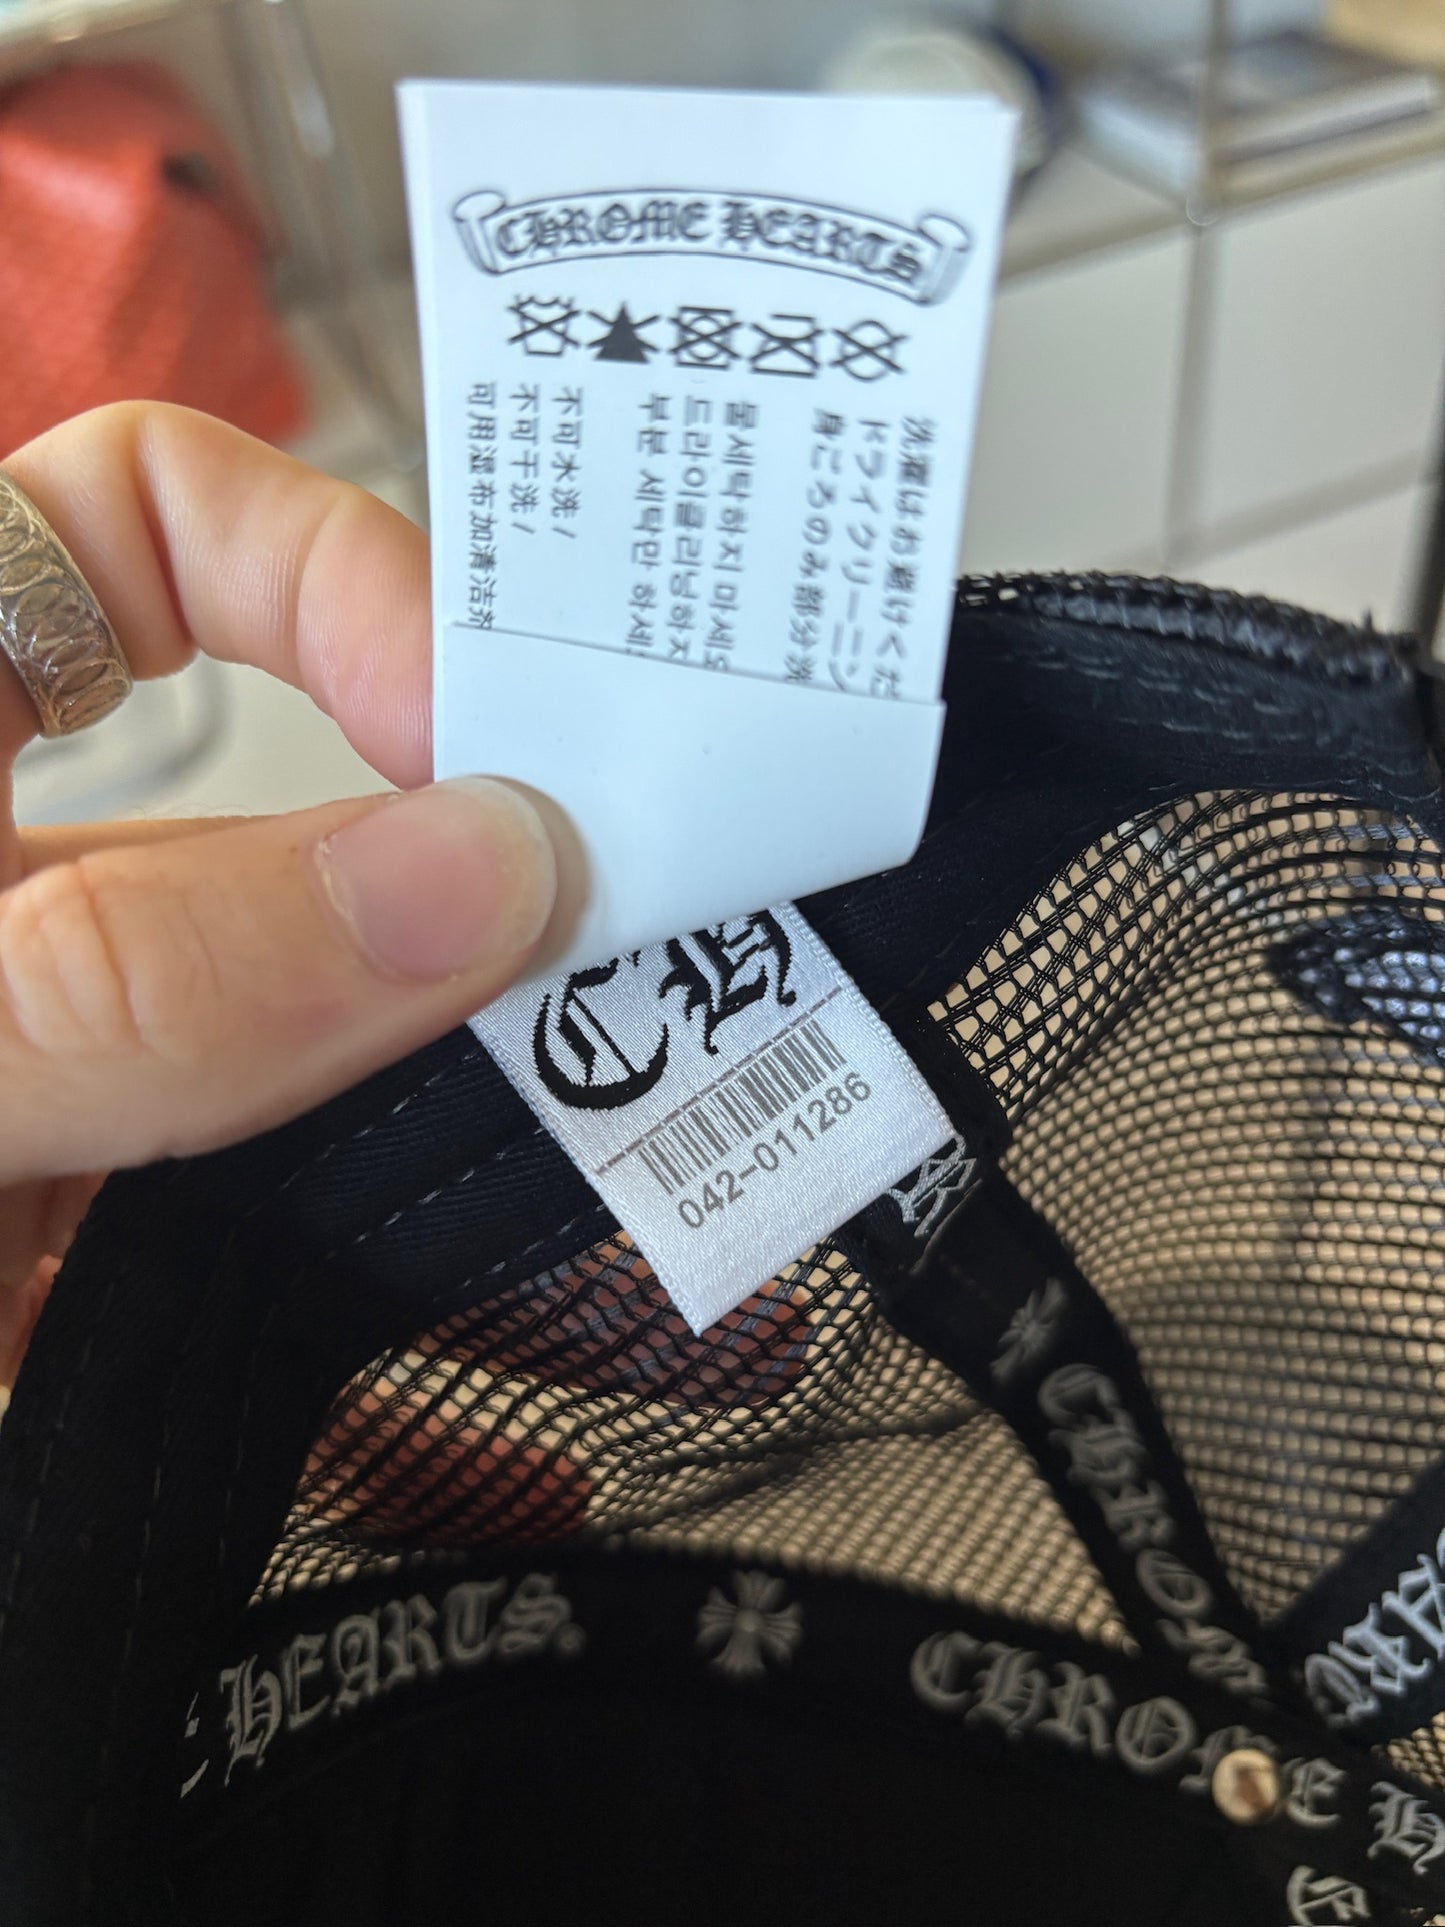 CHROME HEARTS
洗濯はお避けくだ
ドライクリーニン
身ごろのみ部分洗
물세탁하지 마세요
드라이클리닝하지
부분 세탁만 하세
不可水洗/
不可干洗/
可用湿布加清洁剂
CH
042-011286
CHROM
HEARTS.
CHROME H